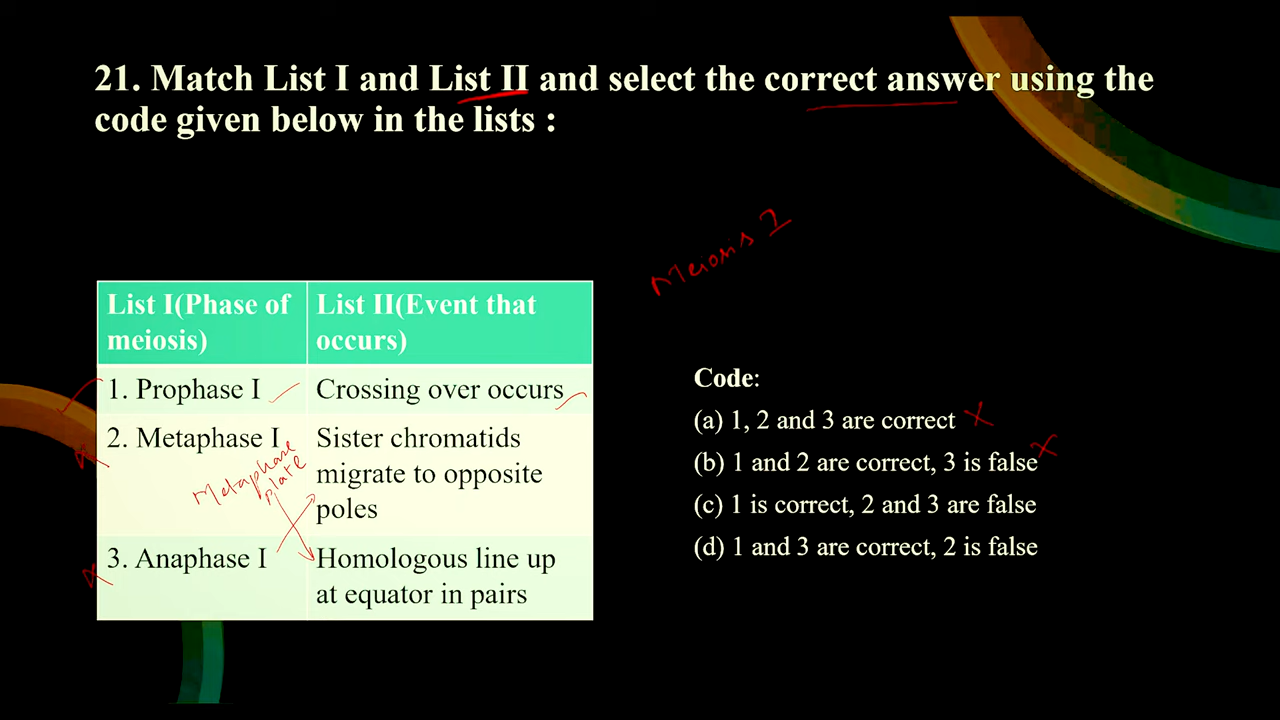 21. Match List I and List II and select the correct answer using the
code given below in the lists :
Meiosis I
List I(Phase of
meiosis)
List II(Event that
occurs)
1. Prophase I
Crossing over occurs
2. Metaphase I
Sister chromatids
migrate to opposite
poles
Metaphase
plate
3. Anaphase I
Homologous line up
at equator in pairs
Code:
(a) 1, 2 and 3 are correct
(b) 1 and 2 are correct, 3 is false
(c) 1 is correct, 2 and 3 are false
(d) 1 and 3 are correct, 2 is false